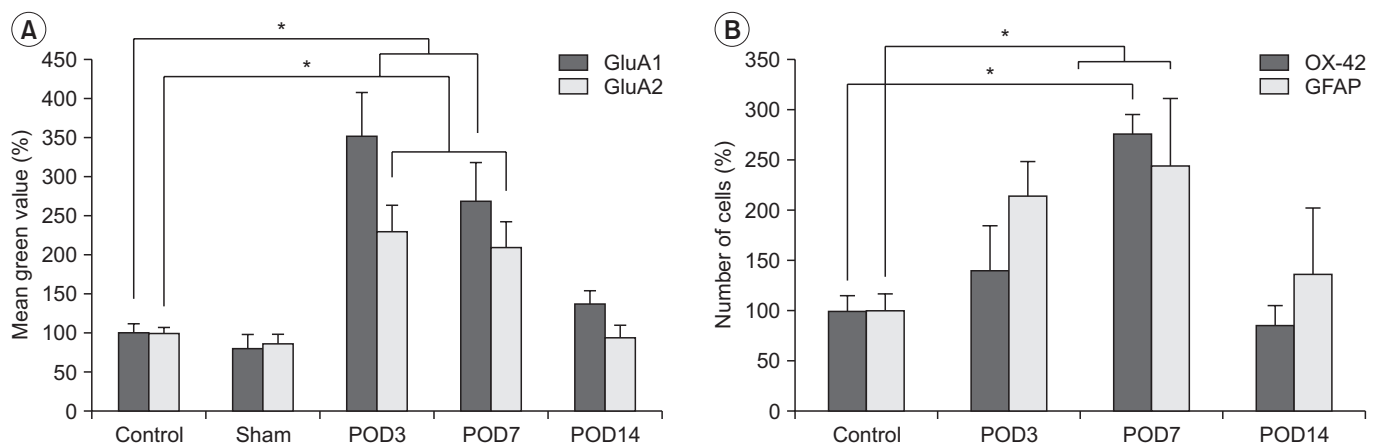 A
Mean green value (%)
450
400
350
300
250
200
150
100
50
0
*
*
GluA1
GluA2
Control Sham POD3 POD7 POD14
B
Number of cells (%)
350
300
250
200
150
100
50
0
*
*
OX-42
GFAP
Control POD3 POD7 POD14